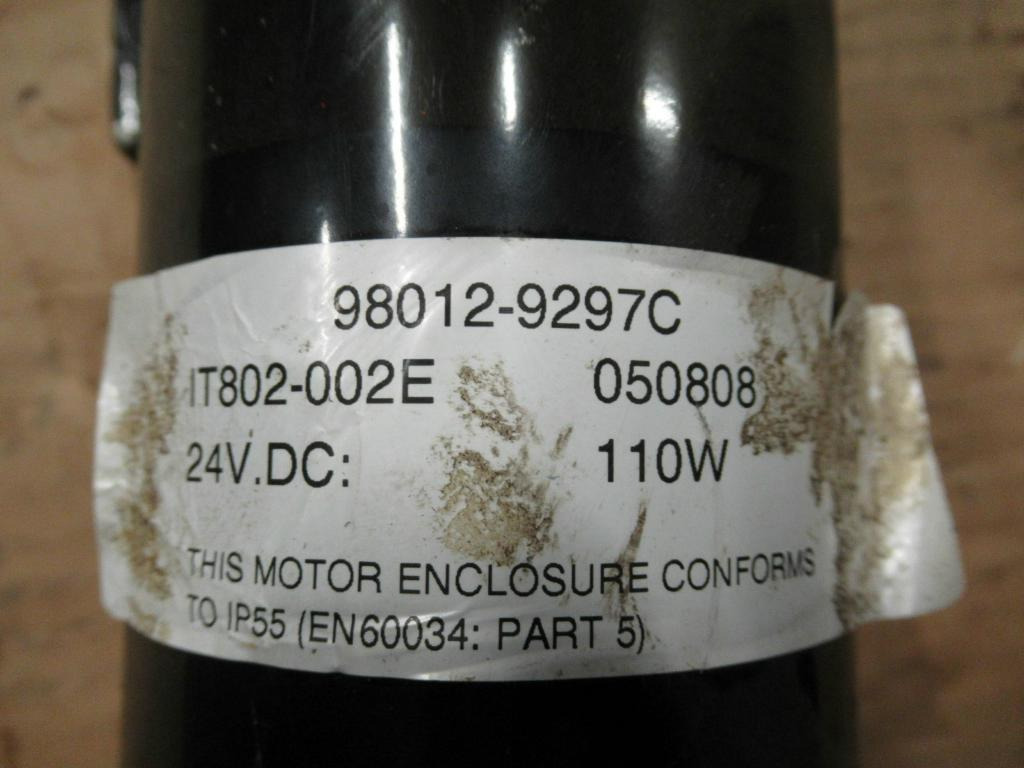 98012-9297C
IT802-002E 050808
24V.DC: 110W
THIS MOTOR ENCLOSURE CONFORMS
TO IP55 (EN60034: PART 5)